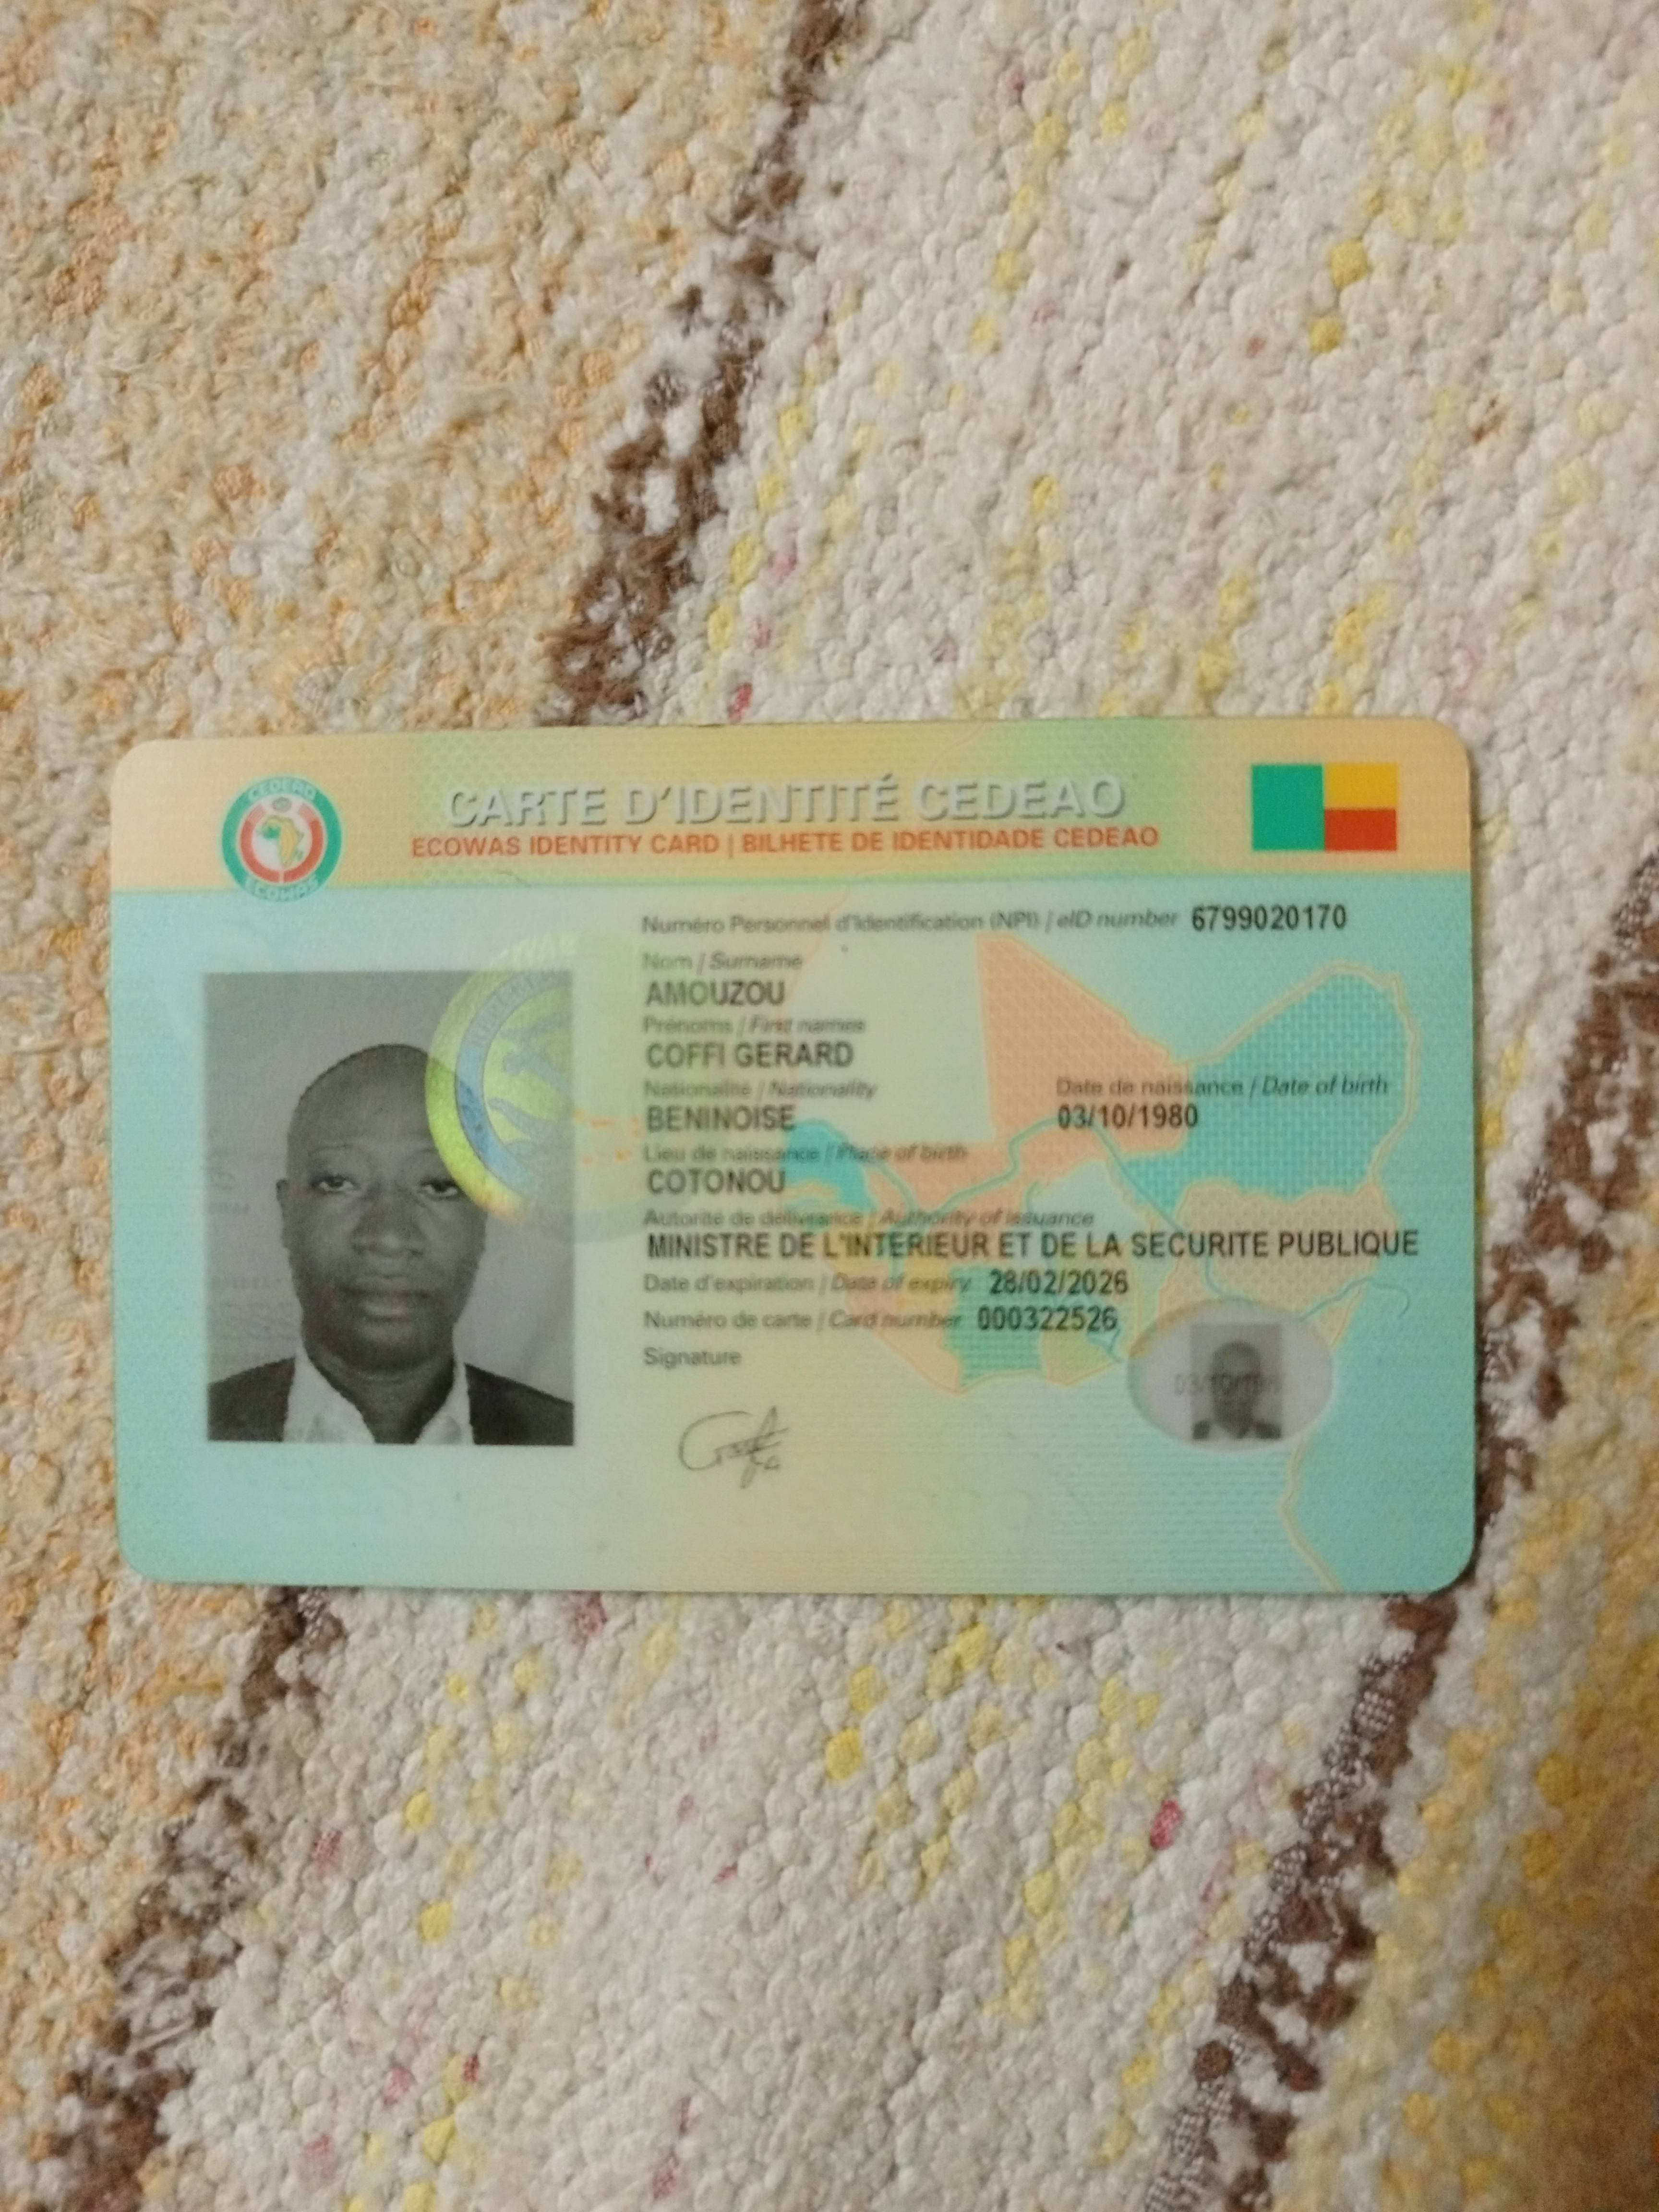 CEDEAO
ECOWAS
CARTE D'IDENTITÉ CEDEAO
ECOWAS IDENTITY CARD | BILHETE DE IDENTIDADE CEDEAO
Numéro Personnel d'Identification (NPI) / eID number 6799020170
Nom / Surname
AMOUZOU
Prénoms / First names
COFFI GERARD
Nationalité / Nationality
BENINOISE
Date de naissance / Date of birth
03/10/1980
Lieu de naissance / Place of birth
COTONOU
Autorité de délivrance / Authority of issuance
MINISTRE DE L'INTERIEUR ET DE LA SECURITE PUBLIQUE
Date d'expiration / Date of expiry 28/02/2026
Numéro de carte / Card number 000322526
Signature